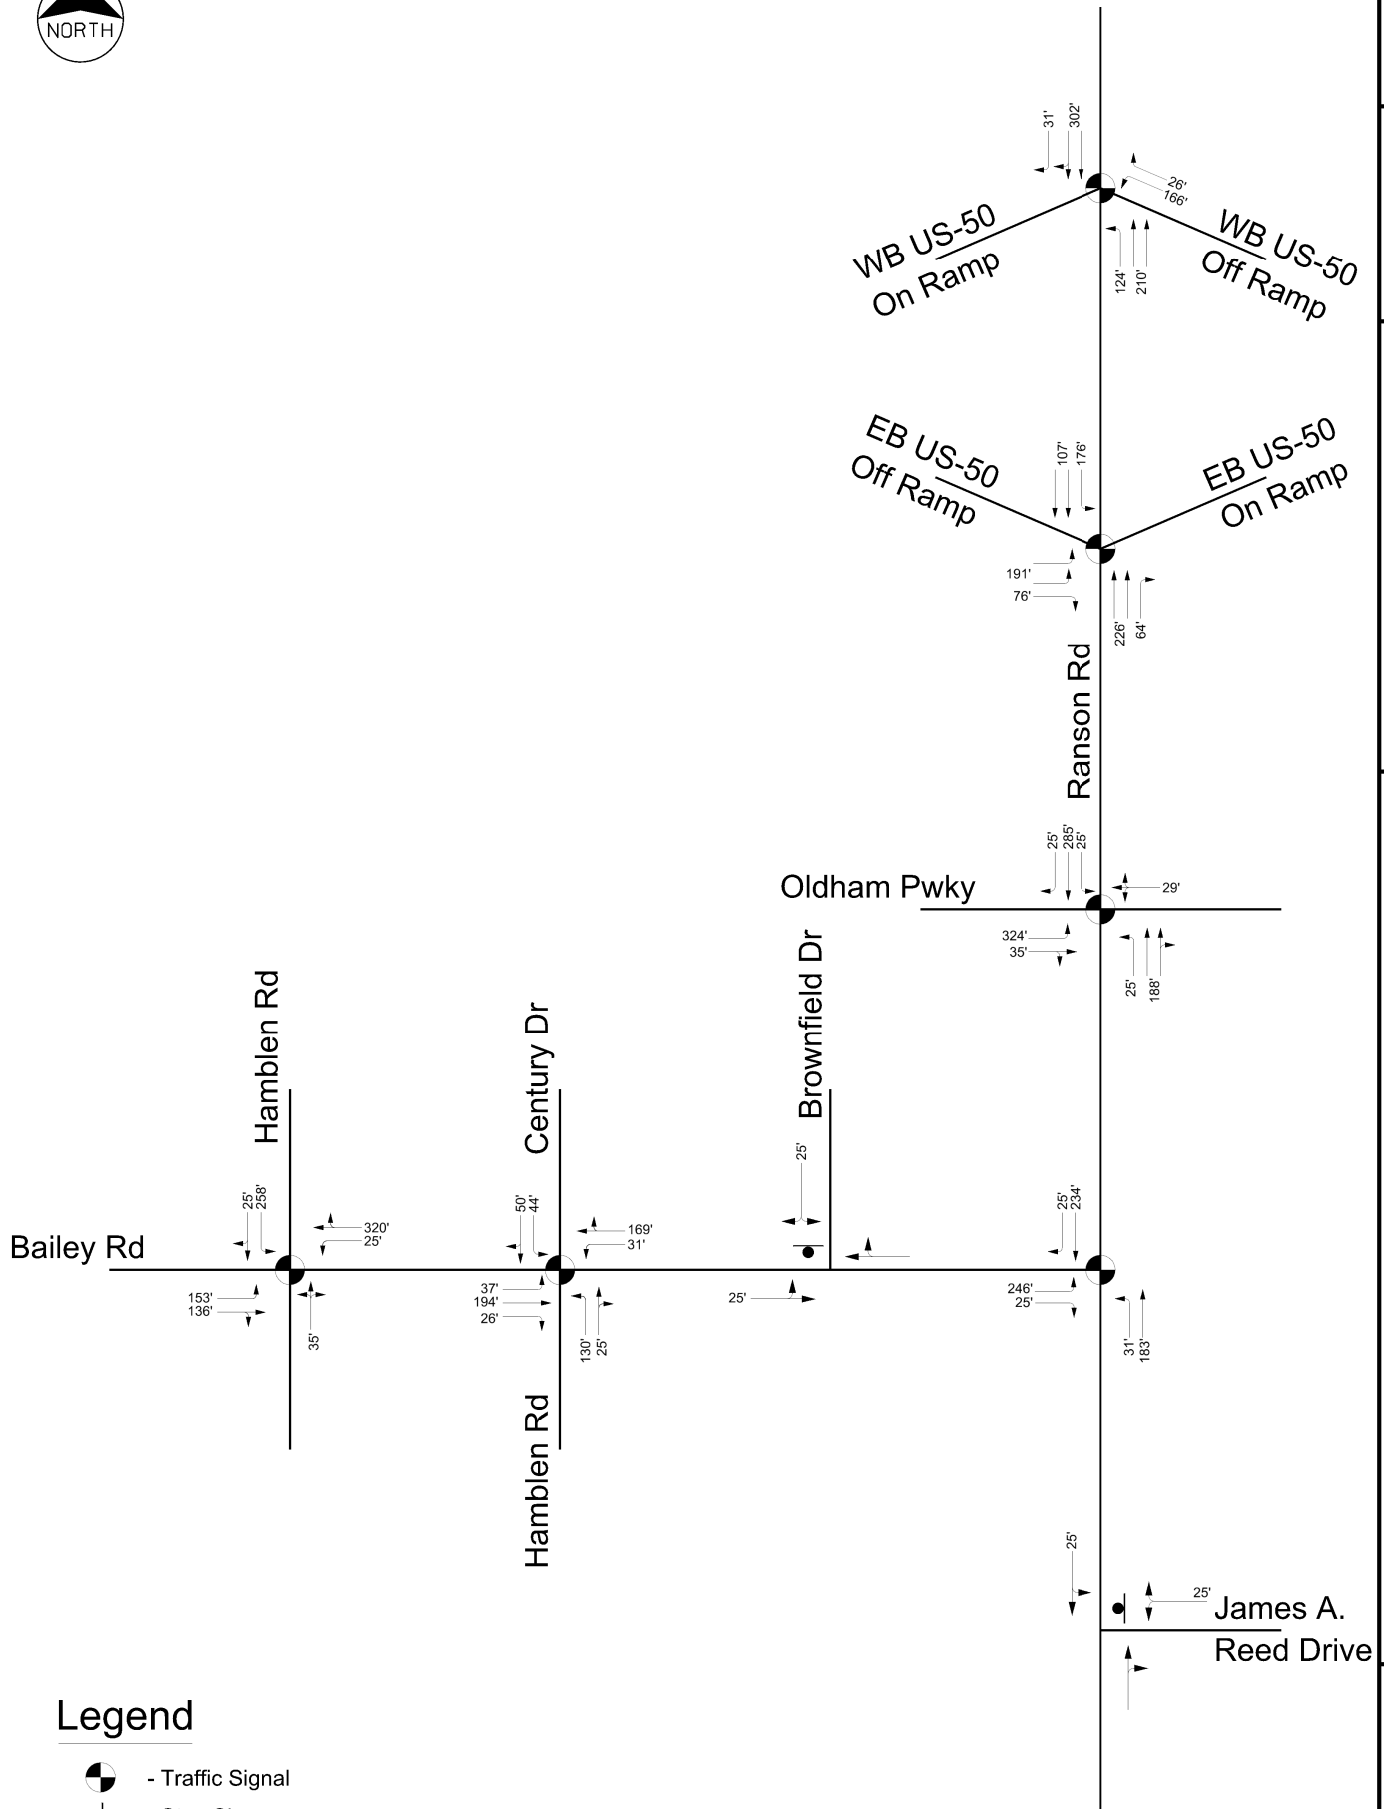 NORTH
31'
302'
26'
166'
WB US-50
On Ramp
WB US-50
Off Ramp
124'
210'
EB US-50
Off Ramp
107'
176'
EB US-50
On Ramp
191'
76'
226'
64'
Ranson Rd
25'
285'
25'
Oldham Pwky
29'
324'
35'
25'
188'
Hamblen Rd
Century Dr
Brownfield Dr
25'
25'
258'
320'
25'
50'
44'
169'
31'
25'
234'
Bailey Rd
153'
136'
35'
37'
194'
26'
130'
25'
25'
246'
25'
31'
183'
Hamblen Rd
25'
25'
James A.
Reed Drive
Legend
- Traffic Signal